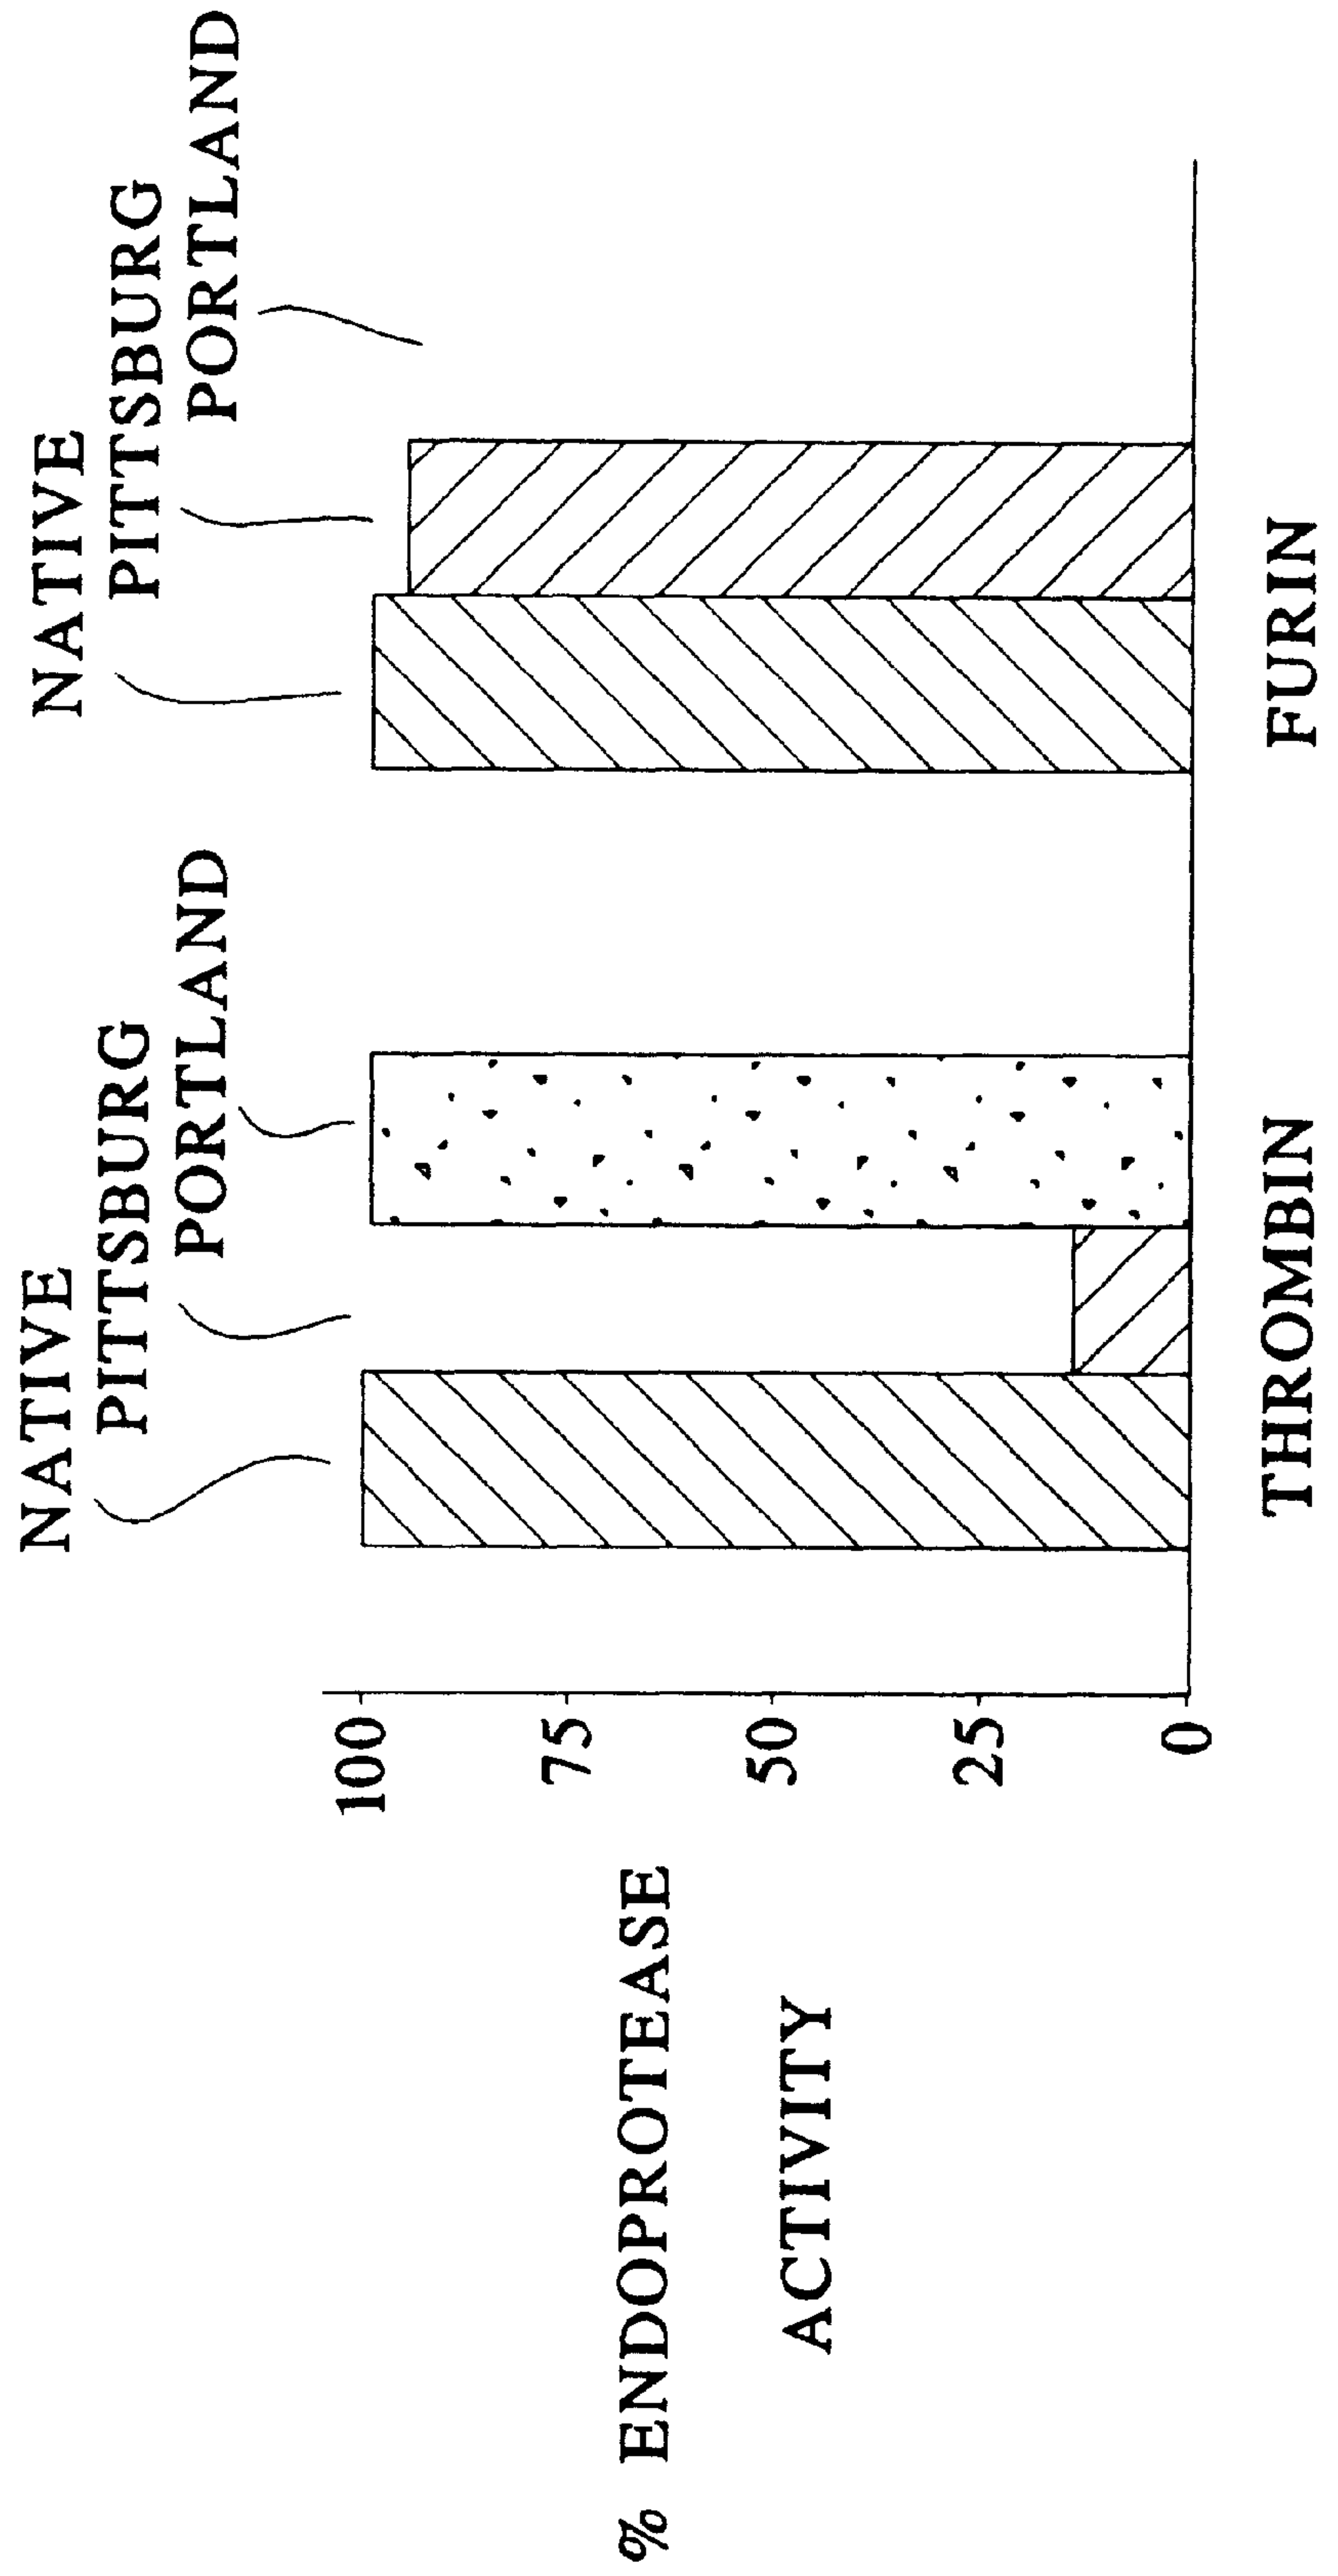 NATIVE
PITTSBURG
PORTLAND
NATIVE
PITTSBURG
PORTLAND
% ENDOPROTEASE
ACTIVITY
100
75
50
25
0
THROMBIN
FURIN